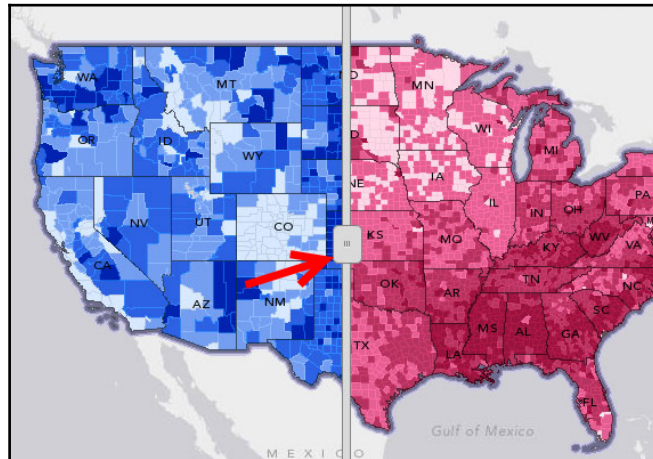 WA
MT
MN
OR
ID
WI
MI
WY
IA
PA
NE
NV
UT
CO
IL
IN
OH
KS
MO
WV
VA
CA
KY
AZ
NM
OK
AR
TN
NC
SC
MS
AL
GA
TX
LA
FL
Gulf of Mexico
MEXICO